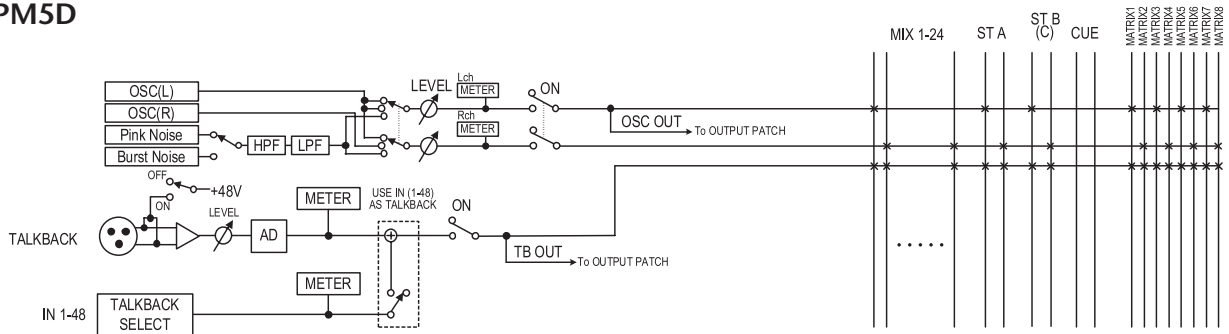 PM5D
MIX 1-24
ST A
ST B
(C)
CUE
MATRIX1
MATRIX2
MATRIX3
MATRIX4
MATRIX5
MATRIX6
MATRIX7
MATRIX8
OSC(L)
OSC(R)
Pink Noise
Burst Noise
HPF
LPF
LEVEL
Lch
METER
Rch
METER
ON
OSC OUT
To OUTPUT PATCH
OFF
+48V
ON
LEVEL
TALKBACK
AD
METER
USE IN (1-48)
AS TALKBACK
ON
TB OUT
To OUTPUT PATCH
METER
IN 1-48
TALKBACK
SELECT